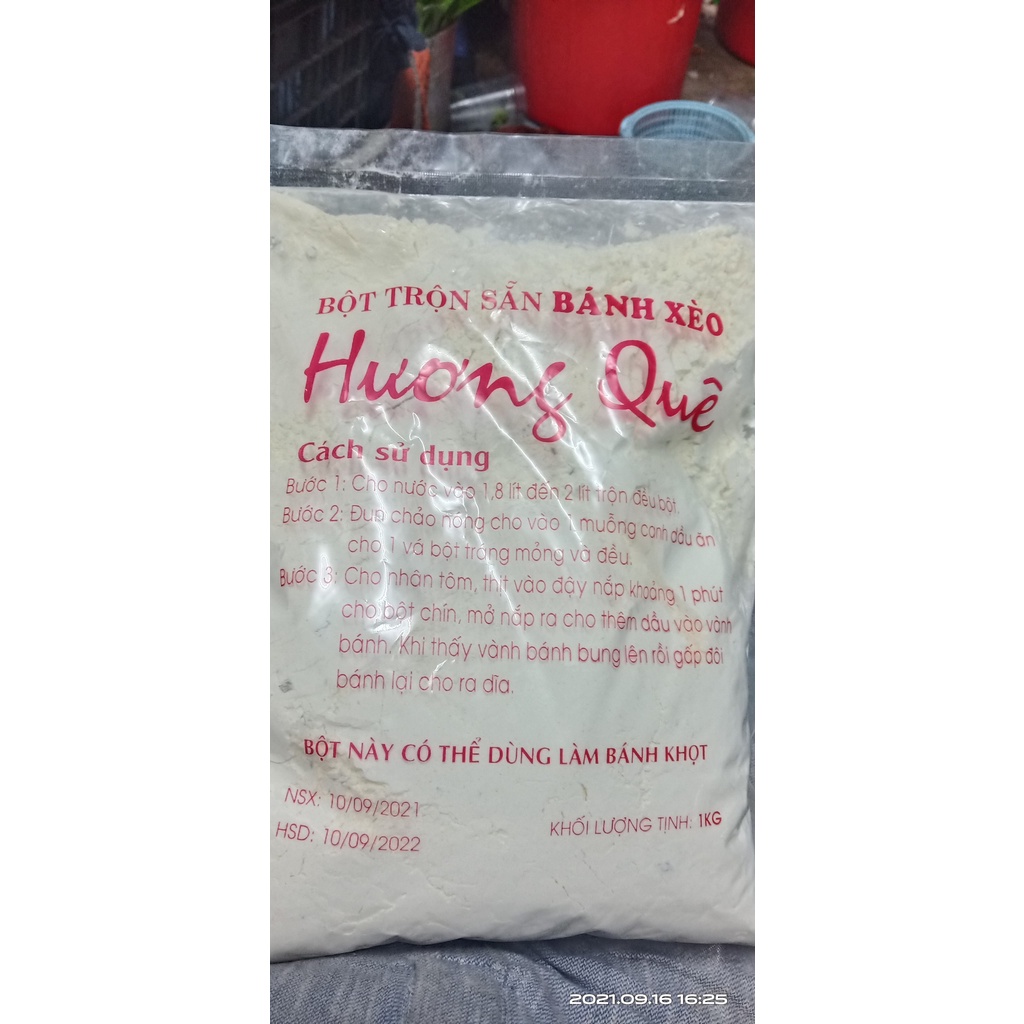 BỘT TRỘN SẴN BÁNH XÈO
Hương Quê
Cách sử dụng
Bước 1: Cho nước vào 1,8 lít đến 2 lít trộn đều bột.
Bước 2: Đun chảo nóng cho vào 1 muỗng canh dầu ăn
cho 1 vá bột tráng mỏng và đều.
Bước 3: Cho nhân tôm, thịt vào đậy nắp khoảng 1 phút
cho bột chín, mở nắp ra cho thêm dầu vào vành
bánh. Khi thấy vành bánh bung lên rồi gấp đôi
bánh lại cho ra dĩa.
BỘT NÀY CÓ THỂ DÙNG LÀM BÁNH KHỌT
NSX: 10/09/2021
KHỐI LƯỢNG TỊNH: 1KG
HSD: 10/09/2022
2021.09.16 16:25